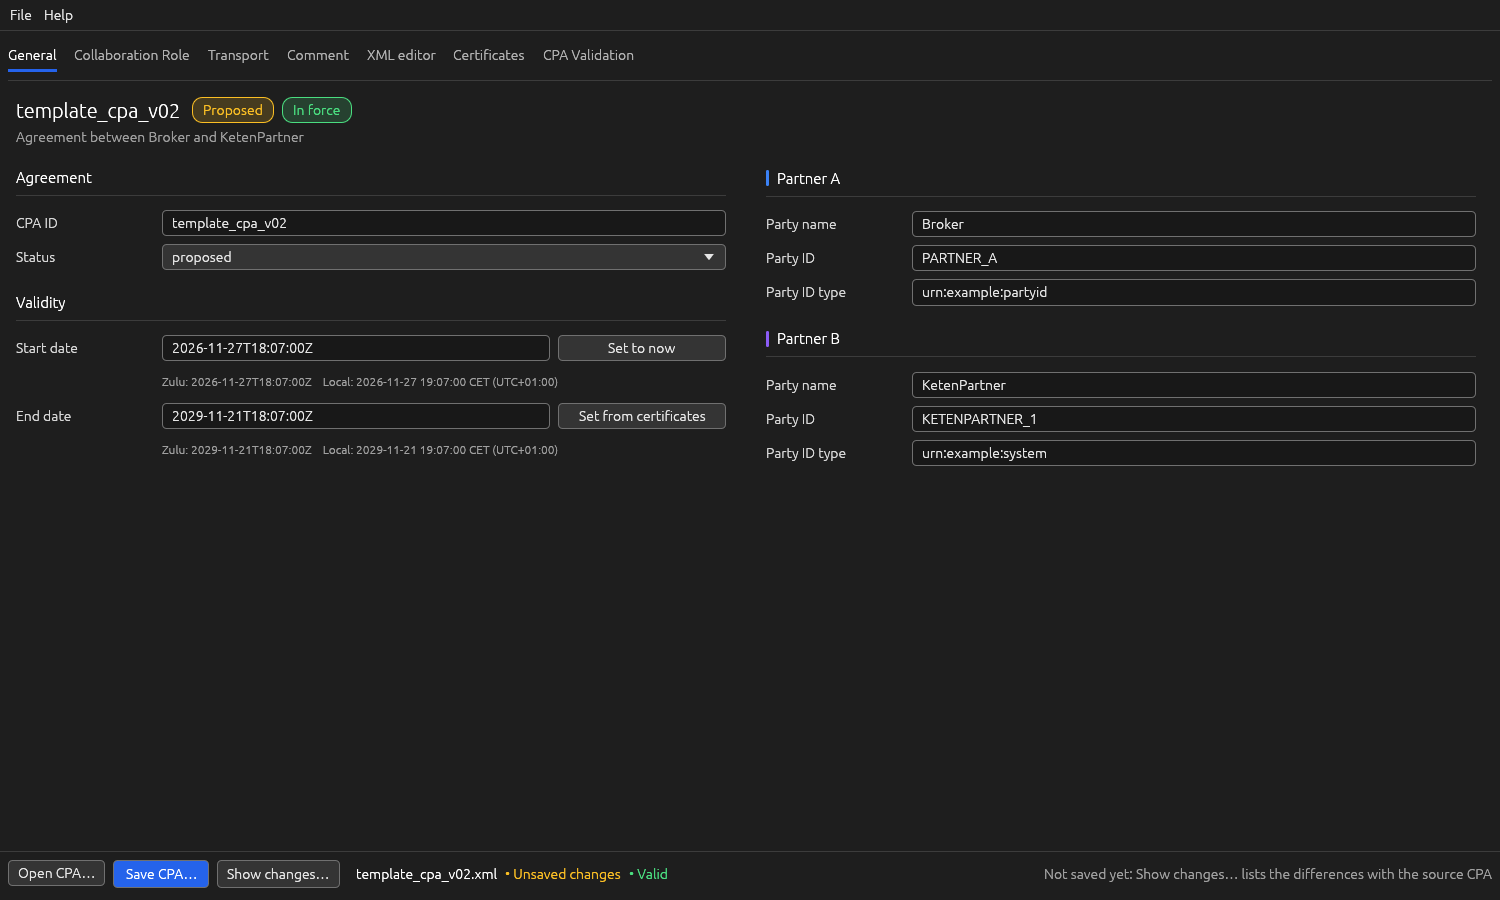 File Help
General Collaboration Role Transport Comment XML editor Certificates CPA Validation
template_cpa_v02 Proposed In force
Agreement between Broker and KetenPartner
Agreement
CPA ID template_cpa_v02
Status proposed
Validity
Start date 2026-11-27T18:07:00Z Set to now
Zulu: 2026-11-27T18:07:00Z Local: 2026-11-27 19:07:00 CET (UTC+01:00)
End date 2029-11-21T18:07:00Z Set from certificates
Zulu: 2029-11-21T18:07:00Z Local: 2029-11-21 19:07:00 CET (UTC+01:00)
Partner A
Party name Broker
Party ID PARTNER_A
Party ID type urn:example:partyid
Partner B
Party name KetenPartner
Party ID KETENPARTNER_1
Party ID type urn:example:system
Open CPA... Save CPA... Show changes... template_cpa_v02.xml • Unsaved changes • Valid Not saved yet: Show changes... lists the differences with the source CPA